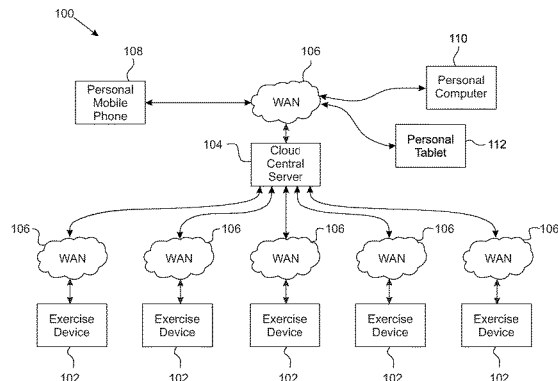 100
108
106
110
Personal
Mobile
Phone
WAN
Personal
Computer
104
Cloud
Central
Server
Personal
Tablet
112
106
106
106
106
106
WAN
WAN
WAN
WAN
WAN
Exercise
Device
Exercise
Device
Exercise
Device
Exercise
Device
Exercise
Device
102
102
102
102
102